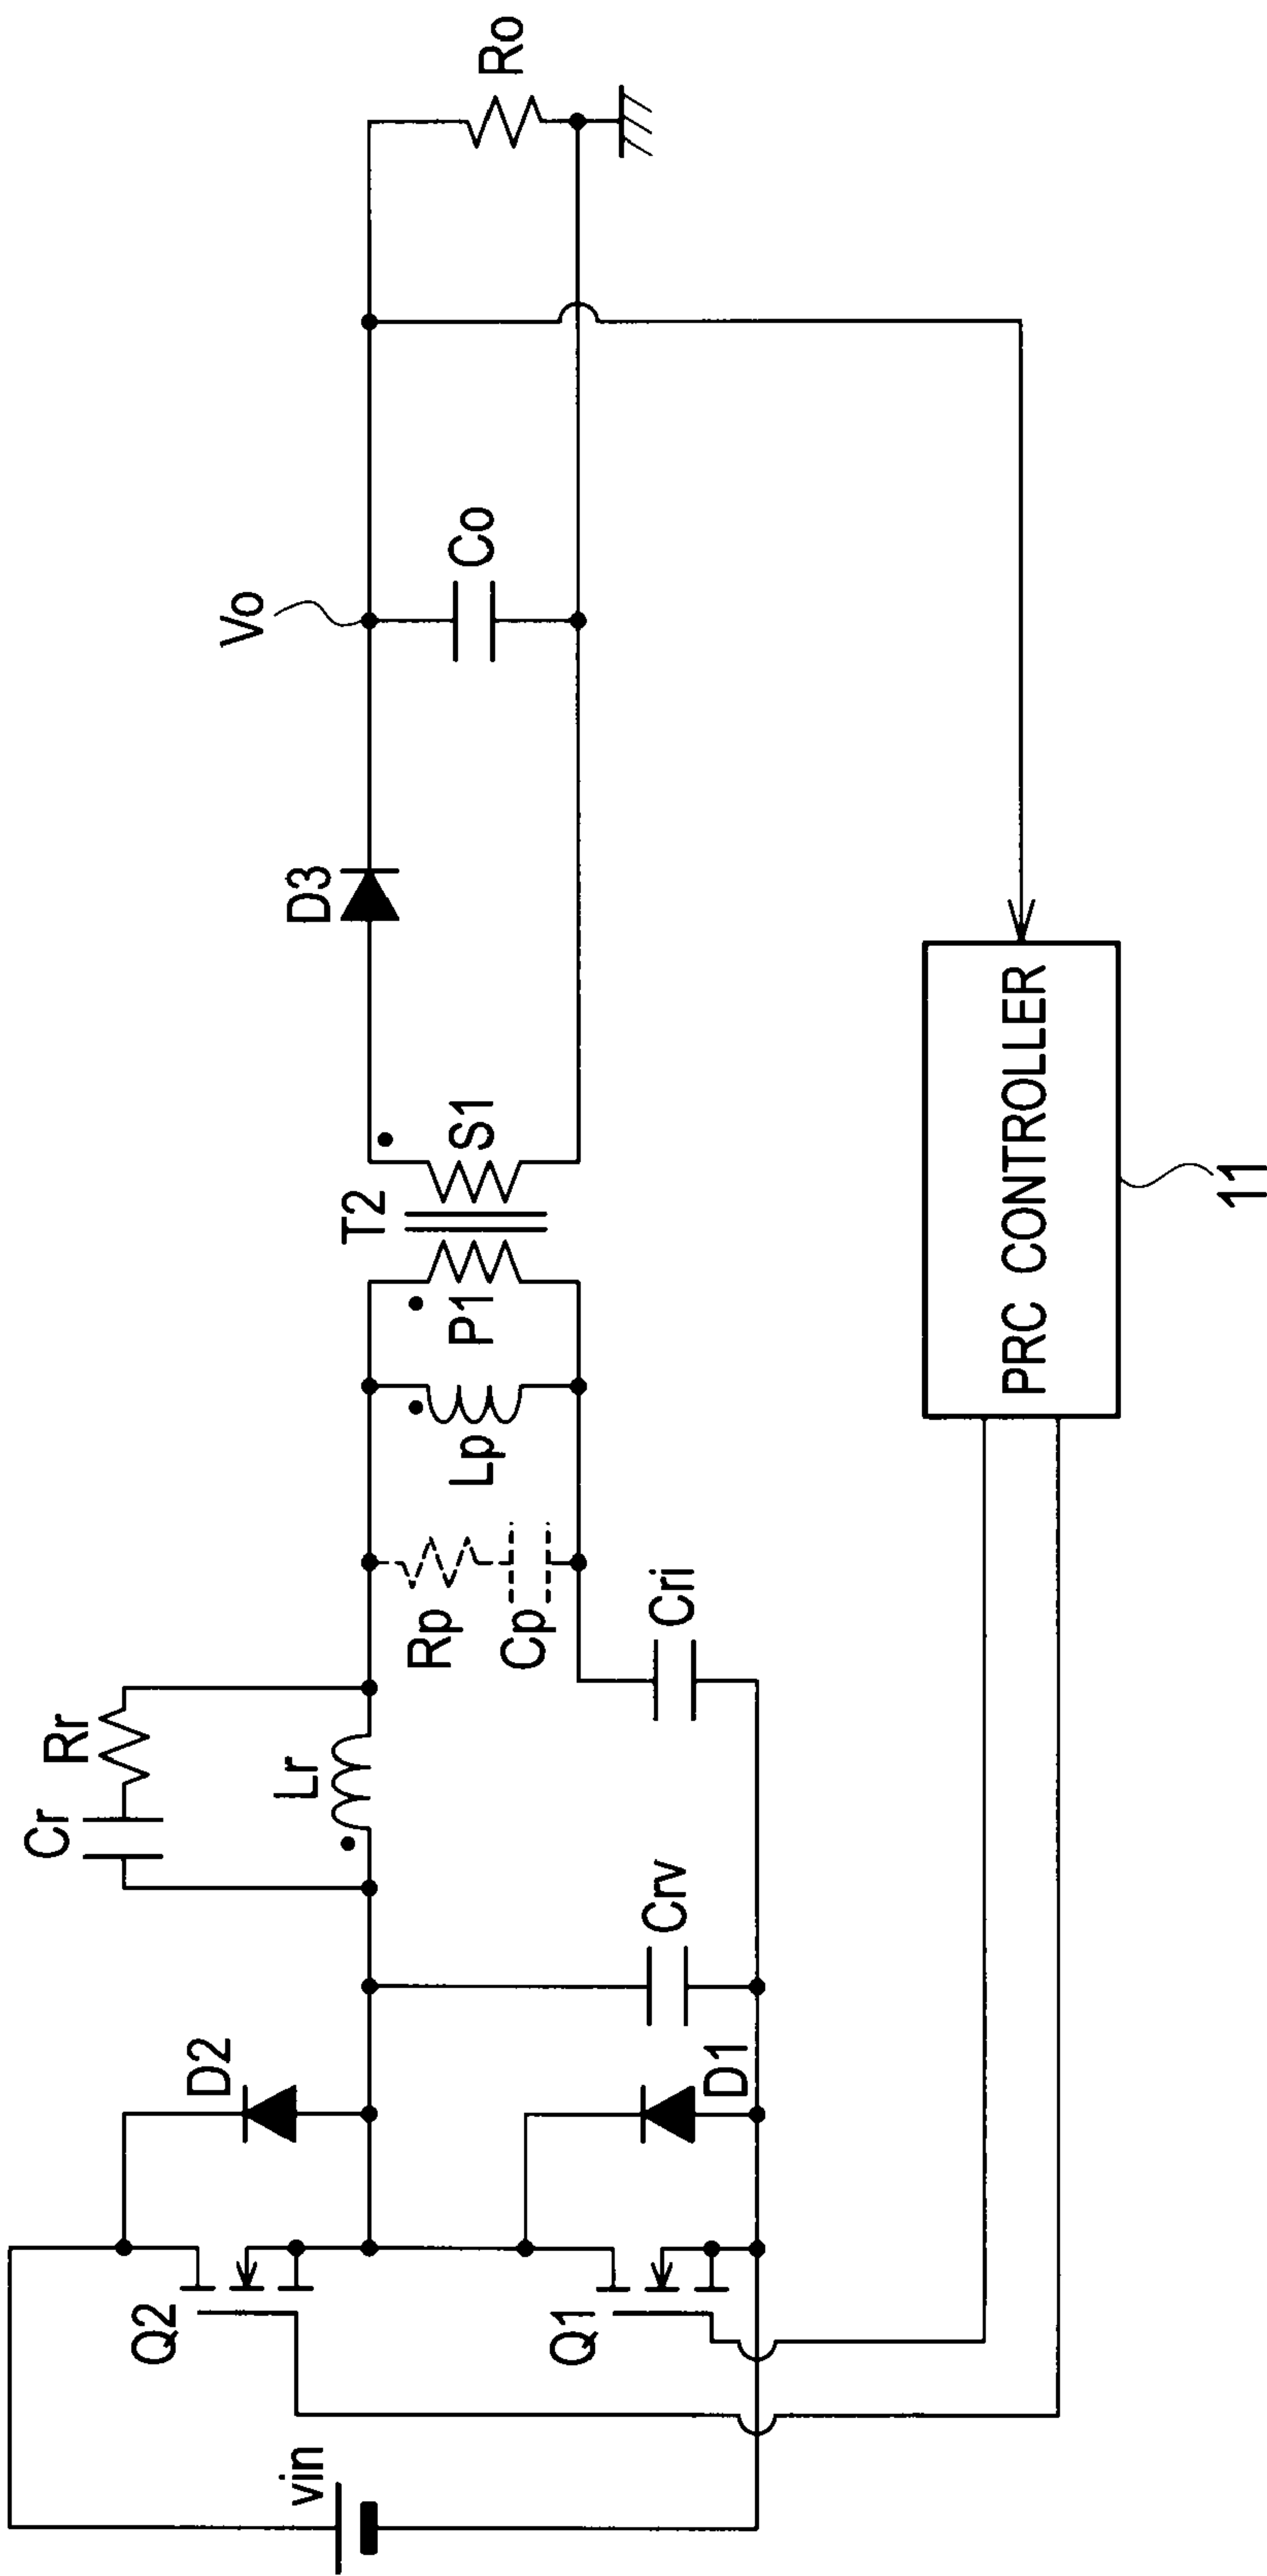 vin
Q2
Q1
D2
D1
Crv
Cr
Rr
Lr
Cri
Rp
Cp
Lp
P1
T2
S1
D3
Vo
Co
Ro
PRC CONTROLLER
11